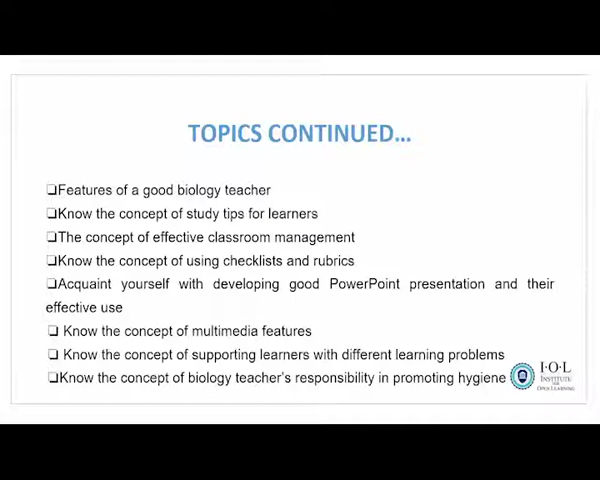 TOPICS CONTINUED...
❑Features of a good biology teacher
❑Know the concept of study tips for learners
❑The concept of effective classroom management
❑Know the concept of using checklists and rubrics
❑Acquaint yourself with developing good PowerPoint presentation and their
effective use
❑ Know the concept of multimedia features
❑ Know the concept of supporting learners with different learning problems
❑Know the concept of biology teacher's responsibility in promoting hygiene
I·O·L
INSTITUTE
FOR
OPEN LEARNING